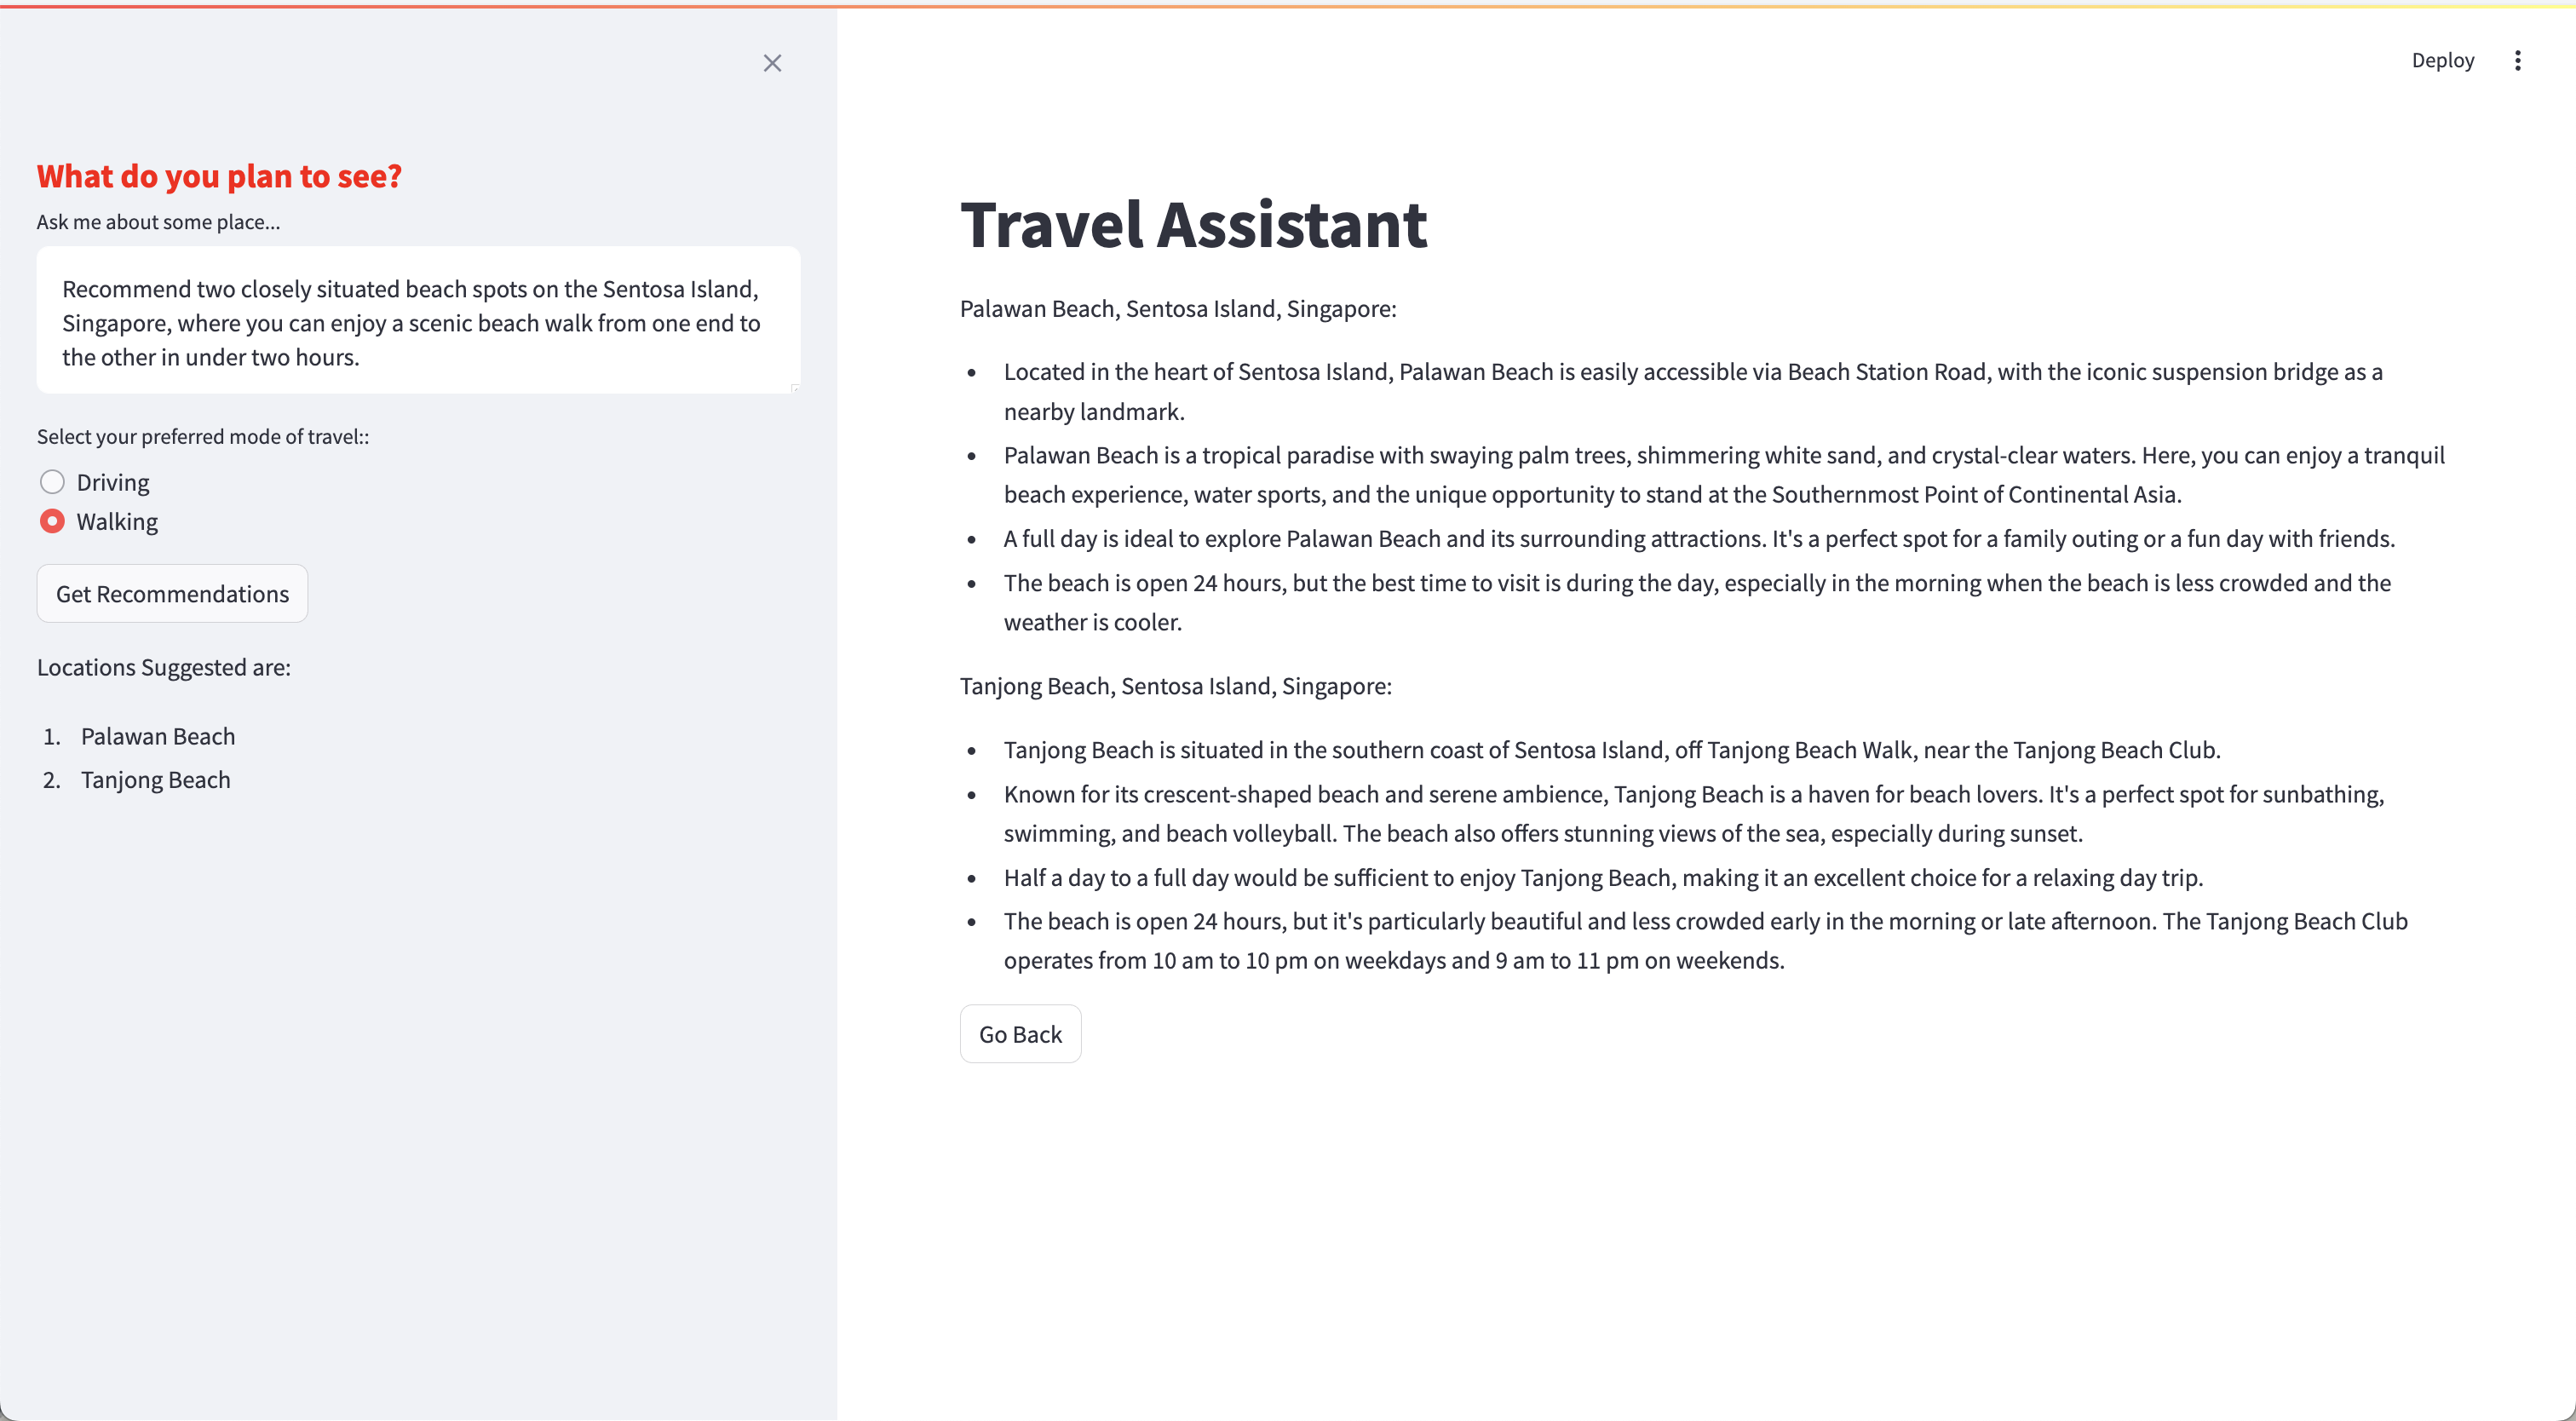 Deploy
What do you plan to see?
Ask me about some place...
Recommend two closely situated beach spots on the Sentosa Island,
Singapore, where you can enjoy a scenic beach walk from one end to
the other in under two hours.
Select your preferred mode of travel::
Driving
Walking
Get Recommendations
Locations Suggested are:
1. Palawan Beach
2. Tanjong Beach
Travel Assistant
Palawan Beach, Sentosa Island, Singapore:
• Located in the heart of Sentosa Island, Palawan Beach is easily accessible via Beach Station Road, with the iconic suspension bridge as a
nearby landmark.
• Palawan Beach is a tropical paradise with swaying palm trees, shimmering white sand, and crystal-clear waters. Here, you can enjoy a tranquil
beach experience, water sports, and the unique opportunity to stand at the Southernmost Point of Continental Asia.
• A full day is ideal to explore Palawan Beach and its surrounding attractions. It's a perfect spot for a family outing or a fun day with friends.
• The beach is open 24 hours, but the best time to visit is during the day, especially in the morning when the beach is less crowded and the
weather is cooler.
Tanjong Beach, Sentosa Island, Singapore:
• Tanjong Beach is situated in the southern coast of Sentosa Island, off Tanjong Beach Walk, near the Tanjong Beach Club.
• Known for its crescent-shaped beach and serene ambience, Tanjong Beach is a haven for beach lovers. It's a perfect spot for sunbathing,
swimming, and beach volleyball. The beach also offers stunning views of the sea, especially during sunset.
• Half a day to a full day would be sufficient to enjoy Tanjong Beach, making it an excellent choice for a relaxing day trip.
• The beach is open 24 hours, but it's particularly beautiful and less crowded early in the morning or late afternoon. The Tanjong Beach Club
operates from 10 am to 10 pm on weekdays and 9 am to 11 pm on weekends.
Go Back